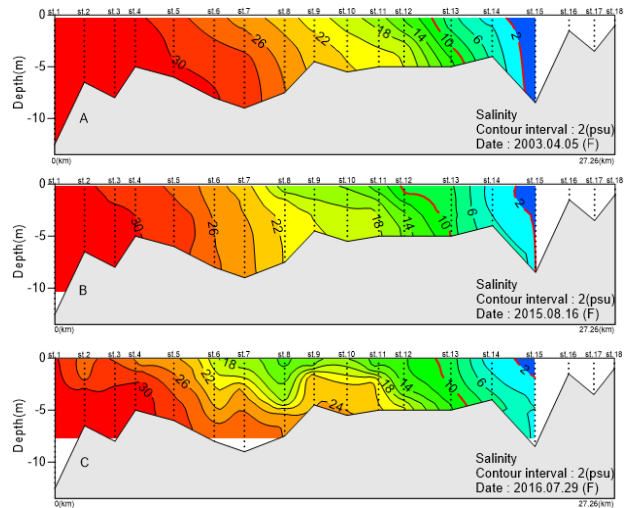 st.1 st.2 st.3 st.4 st.5 st.6 st.7 st.8 st.9 st.10 st.11 st.12 st.13 st.14 st.15 st.16 st.17 st.18
0
-5
-10
Depth(m)
30 26 22 18 14 10 6 2
A
Salinity
Contour interval : 2(psu)
Date : 2003.04.05 (F)
0(km) 27.26(km)
st.1 st.2 st.3 st.4 st.5 st.6 st.7 st.8 st.9 st.10 st.11 st.12 st.13 st.14 st.15 st.16 st.17 st.18
0
-5
-10
Depth(m)
30 26 22 18 14 10 6 2
B
Salinity
Contour interval : 2(psu)
Date : 2015.08.16 (F)
0(km) 27.26(km)
st.1 st.2 st.3 st.4 st.5 st.6 st.7 st.8 st.9 st.10 st.11 st.12 st.13 st.14 st.15 st.16 st.17 st.18
0
-5
-10
Depth(m)
30 26 22 18 24 18 14 10 6 2
C
Salinity
Contour interval : 2(psu)
Date : 2016.07.29 (F)
0(km) 27.26(km)